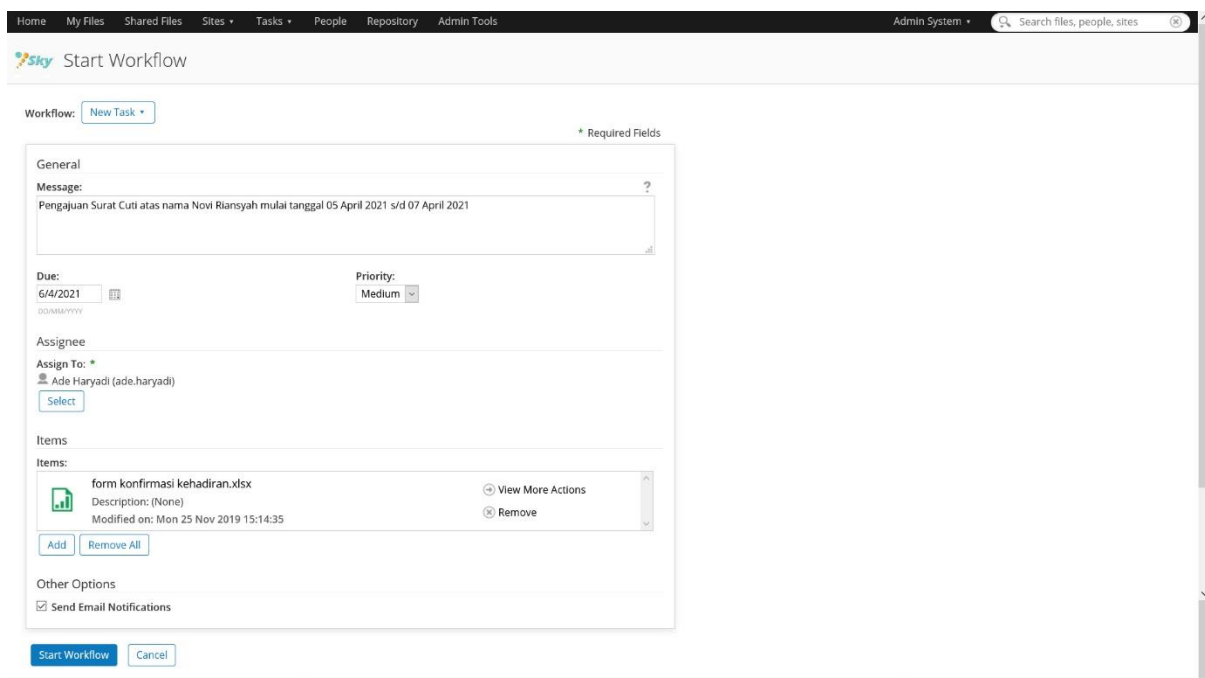 Home My Files Shared Files Sites Tasks People Repository Admin Tools Admin System Search files, people, sites
Sky Start Workflow
Workflow: New Task
* Required Fields
General
Message: ?
Pengajuan Surat Cuti atas nama Novi Riansyah mulai tanggal 05 April 2021 s/d 07 April 2021
Due: Priority:
6/4/2021 Medium
DD/MM/YYYY
Assignee
Assign To: *
Ade Haryadi (ade.haryadi)
Select
Items
Items:
form konfirmasi kehadiran.xlsx
View More Actions
Description: (None)
Remove
Modified on: Mon 25 Nov 2019 15:14:35
Add Remove All
Other Options
Send Email Notifications
Start Workflow Cancel